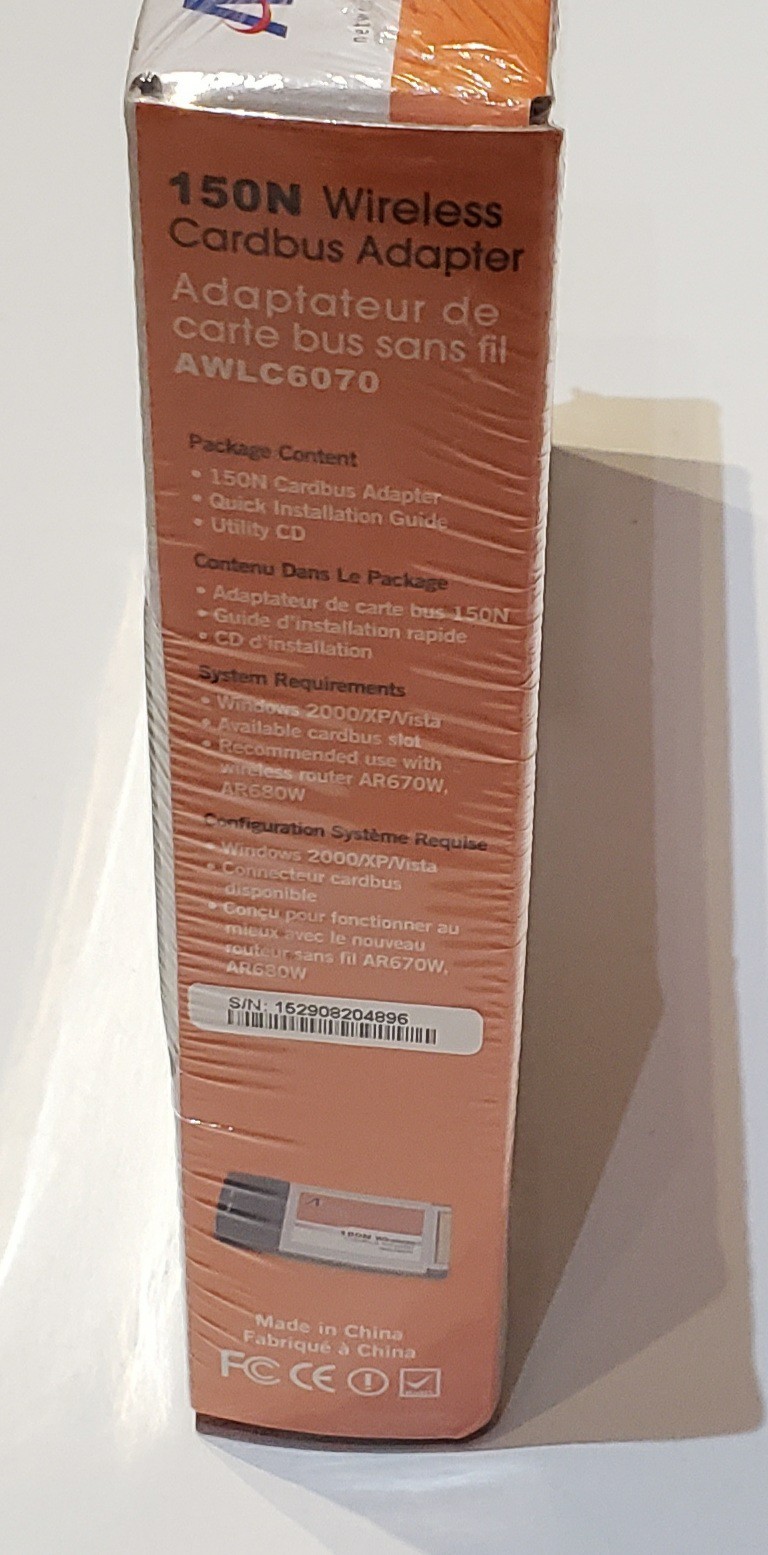 150N Wireless
Cardbus Adapter
Adaptateur de
carte bus sans fil
AWLC6070
Package Content
• 150N Cardbus Adapter
• Quick Installation Guide
• Utility CD
Contenu Dans Le Package
• Adaptateur de carte bus 150N
• Guide d'installation rapide
• CD d'installation
System Requirements
• Windows 2000/XP/Vista
• Available cardbus slot
• Recommended use with
wireless router AR670W,
AR680W
Configuration Système Requise
• Windows 2000/XP/Vista
• Connecteur cardbus
disponible
• Conçu pour fonctionner au
mieux avec le nouveau
routeur sans fil AR670W,
AR680W
S/N: 152908204896
150N Wireless
Made in China
Fabriqué à China
FC CE